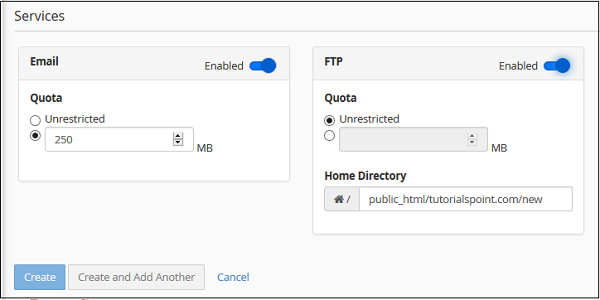 Services
Email
Enabled
Quota
Unrestricted
250
MB
FTP
Enabled
Quota
Unrestricted
MB
Home Directory
/ public_html/tutorialspoint.com/new
Create
Create and Add Another
Cancel